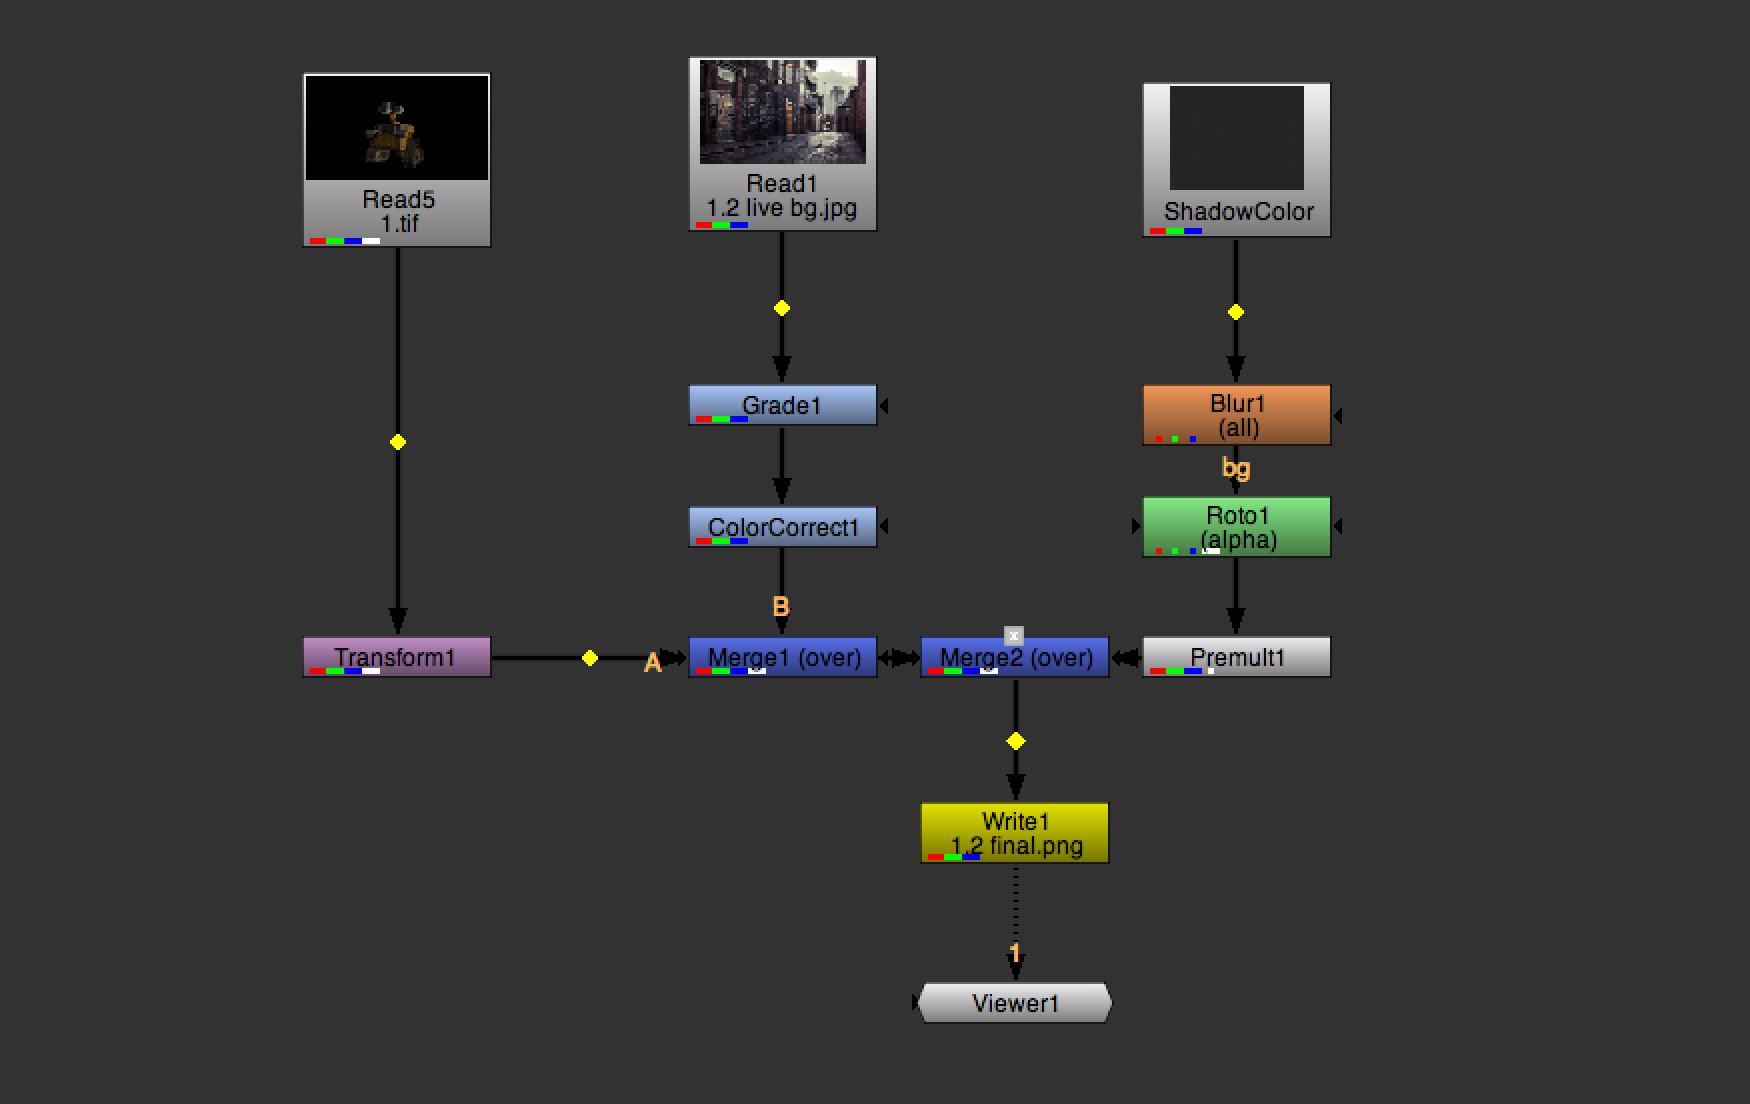 Read5
1.tif
Read1
1.2 live bg.jpg
ShadowColor
Grade1
Blur1
(all)
bg
ColorCorrect1
Roto1
(alpha)
B
Transform1
A
Merge1 (over)
x
Merge2 (over)
Premult1
Write1
1.2 final.png
1
Viewer1